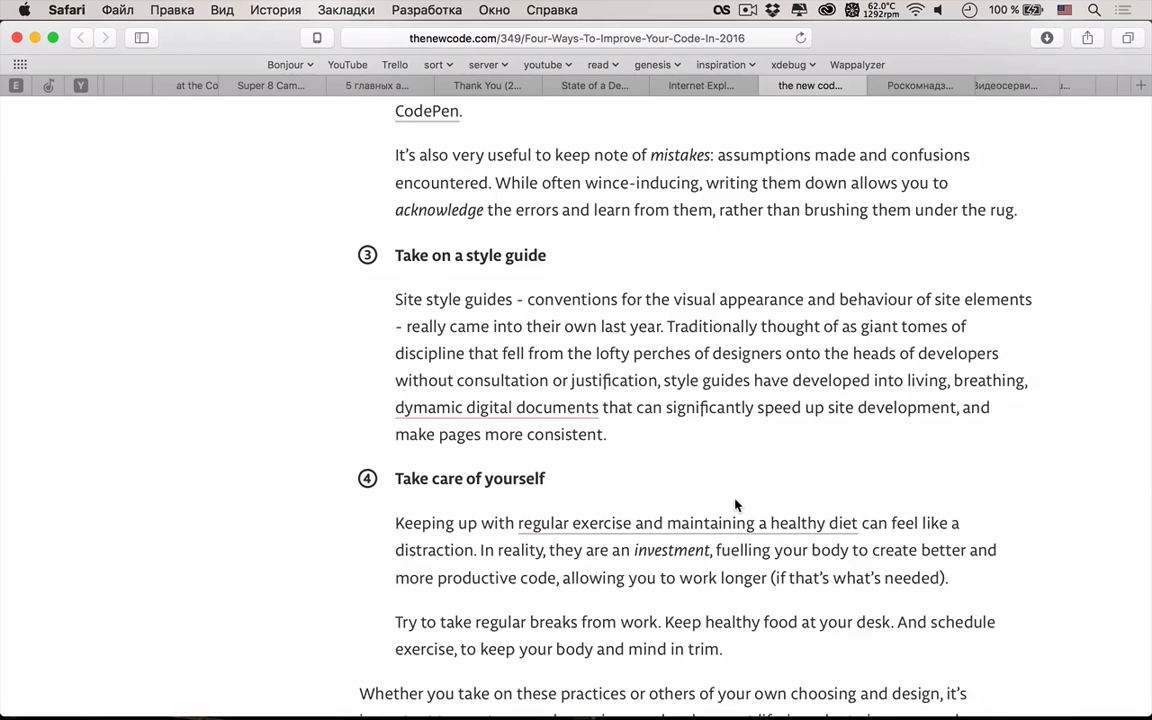 Safari Файл Правка Вид История Закладки Разработка Окно Справка 62.0°C 1292rpm 100 %
thenewcode.com/349/Four-Ways-To-Improve-Your-Code-In-2016
Bonjour YouTube Trello sort server youtube read genesis inspiration xdebug Wappalyzer
E Y at the Co Super 8 Cam... 5 главных а... Thank You (2... State of a De... Internet Expl... the new cod... Роскомнадз... Видеосерви...
CodePen.
It's also very useful to keep note of mistakes: assumptions made and confusions
encountered. While often wince-inducing, writing them down allows you to
acknowledge the errors and learn from them, rather than brushing them under the rug.
3 Take on a style guide
Site style guides - conventions for the visual appearance and behaviour of site elements
- really came into their own last year. Traditionally thought of as giant tomes of
discipline that fell from the lofty perches of designers onto the heads of developers
without consultation or justification, style guides have developed into living, breathing,
dymamic digital documents that can significantly speed up site development, and
make pages more consistent.
4 Take care of yourself
Keeping up with regular exercise and maintaining a healthy diet can feel like a
distraction. In reality, they are an investment, fuelling your body to create better and
more productive code, allowing you to work longer (if that's what's needed).
Try to take regular breaks from work. Keep healthy food at your desk. And schedule
exercise, to keep your body and mind in trim.
Whether you take on these practices or others of your own choosing and design, it's